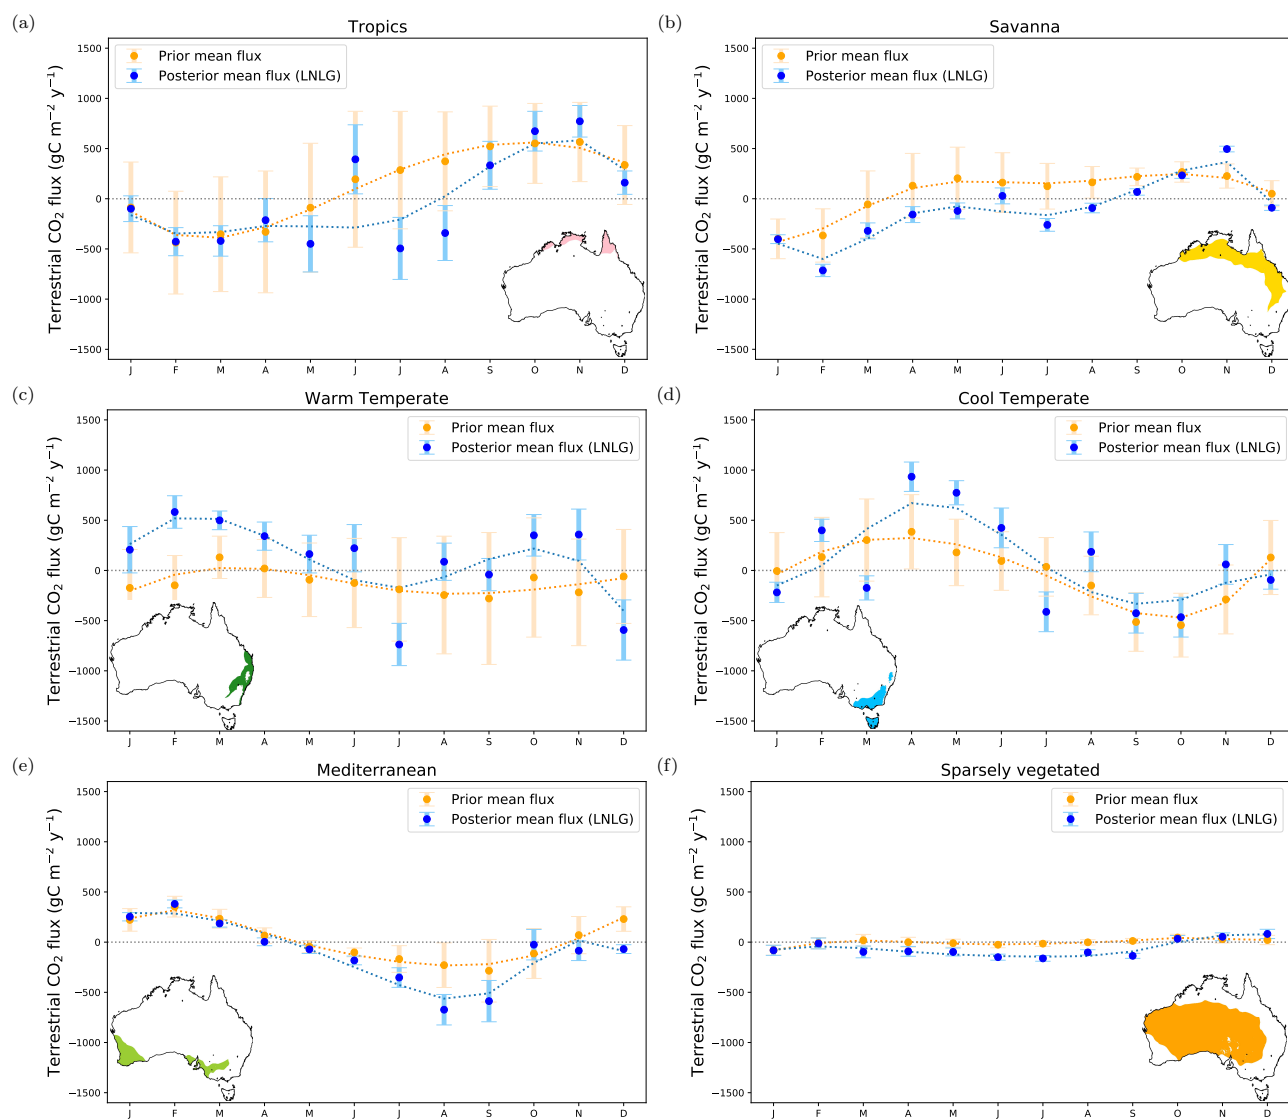 (a)
Tropics
Prior mean flux
Posterior mean flux (LNLG)
Terrestrial CO₂ flux (gC m⁻² y⁻¹)
1500
1000
500
0
−500
−1000
−1500
J F M A M J J A S O N D
(b)
Savanna
Prior mean flux
Posterior mean flux (LNLG)
Terrestrial CO₂ flux (gC m⁻² y⁻¹)
1500
1000
500
0
−500
−1000
−1500
J F M A M J J A S O N D
(c)
Warm Temperate
Prior mean flux
Posterior mean flux (LNLG)
Terrestrial CO₂ flux (gC m⁻² y⁻¹)
1500
1000
500
0
−500
−1000
−1500
J F M A M J J A S O N D
(d)
Cool Temperate
Prior mean flux
Posterior mean flux (LNLG)
Terrestrial CO₂ flux (gC m⁻² y⁻¹)
1500
1000
500
0
−500
−1000
−1500
J F M A M J J A S O N D
(e)
Mediterranean
Prior mean flux
Posterior mean flux (LNLG)
Terrestrial CO₂ flux (gC m⁻² y⁻¹)
1500
1000
500
0
−500
−1000
−1500
J F M A M J J A S O N D
(f)
Sparsely vegetated
Prior mean flux
Posterior mean flux (LNLG)
Terrestrial CO₂ flux (gC m⁻² y⁻¹)
1500
1000
500
0
−500
−1000
−1500
J F M A M J J A S O N D